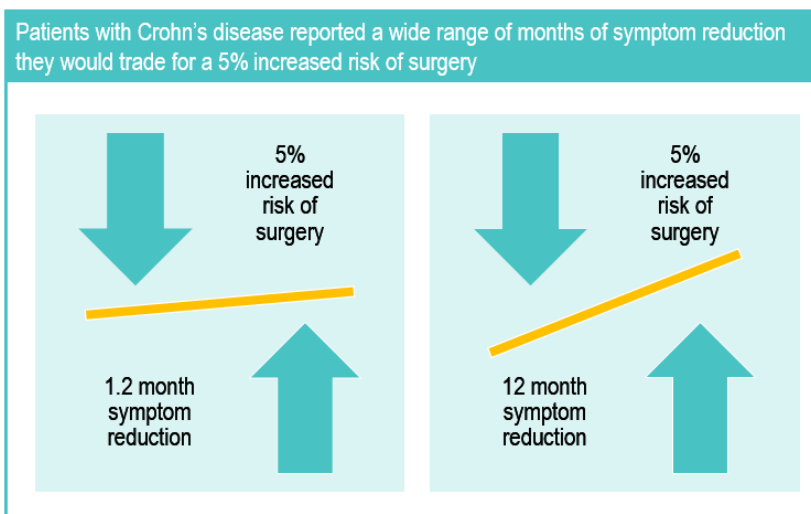 Patients with Crohn’s disease reported a wide range of months of symptom reduction
they would trade for a 5% increased risk of surgery
5%
increased
risk of
surgery
1.2 month
symptom
reduction
5%
increased
risk of
surgery
12 month
symptom
reduction